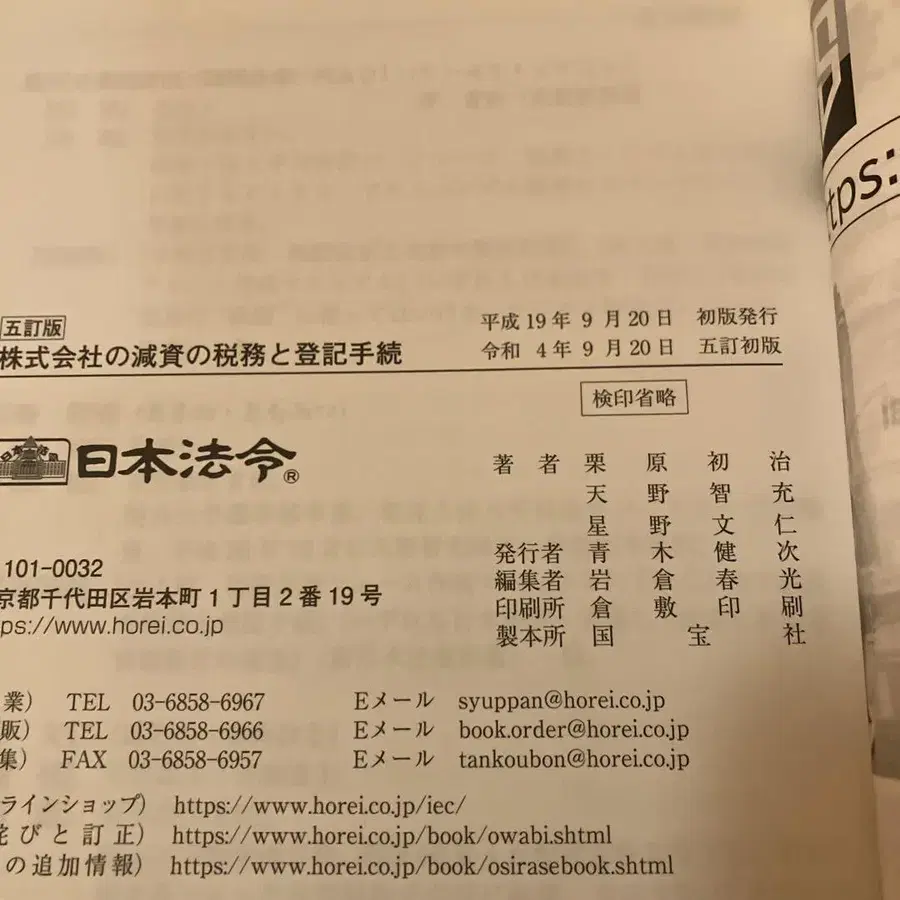 五訂版
株式会社の減資の税務と登記手続
平成19年9月20日 初版発行
令和 4年9月20日 五訂初版
検印省略
日本法令®
著者 栗原初治
天野智充
星野文仁
発行者 青木健次
編集者 岩倉春光
印刷所 倉敷印刷
製本所 国宝社
101-0032
京都千代田区岩本町1丁目2番19号
ps://www.horei.co.jp
業) TEL 03-6858-6967 Eメール syuppan@horei.co.jp
販) TEL 03-6858-6966 Eメール book.order@horei.co.jp
集) FAX 03-6858-6957 Eメール tankoubon@horei.co.jp
ラインショップ) https://www.horei.co.jp/iec/
詫びと訂正) https://www.horei.co.jp/book/owabi.shtml
の追加情報) https://www.horei.co.jp/book/osirasebook.shtml
tps: